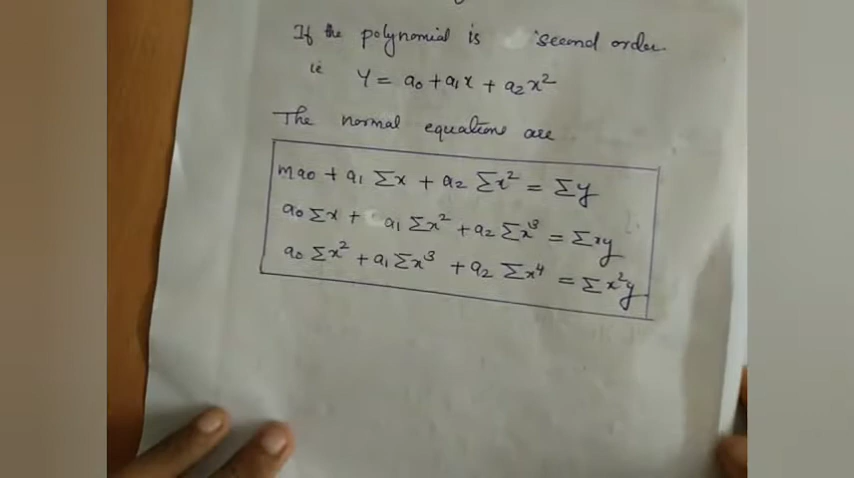 If the polynomial is second order.
ie Y = a₀ + a₁x + a₂x²
The normal equations are
ma₀ + a₁ Σx + a₂ Σx² = Σy
a₀ Σx + a₁ Σx² + a₂ Σx³ = Σxy
a₀ Σx² + a₁ Σx³ + a₂ Σx⁴ = Σx²y